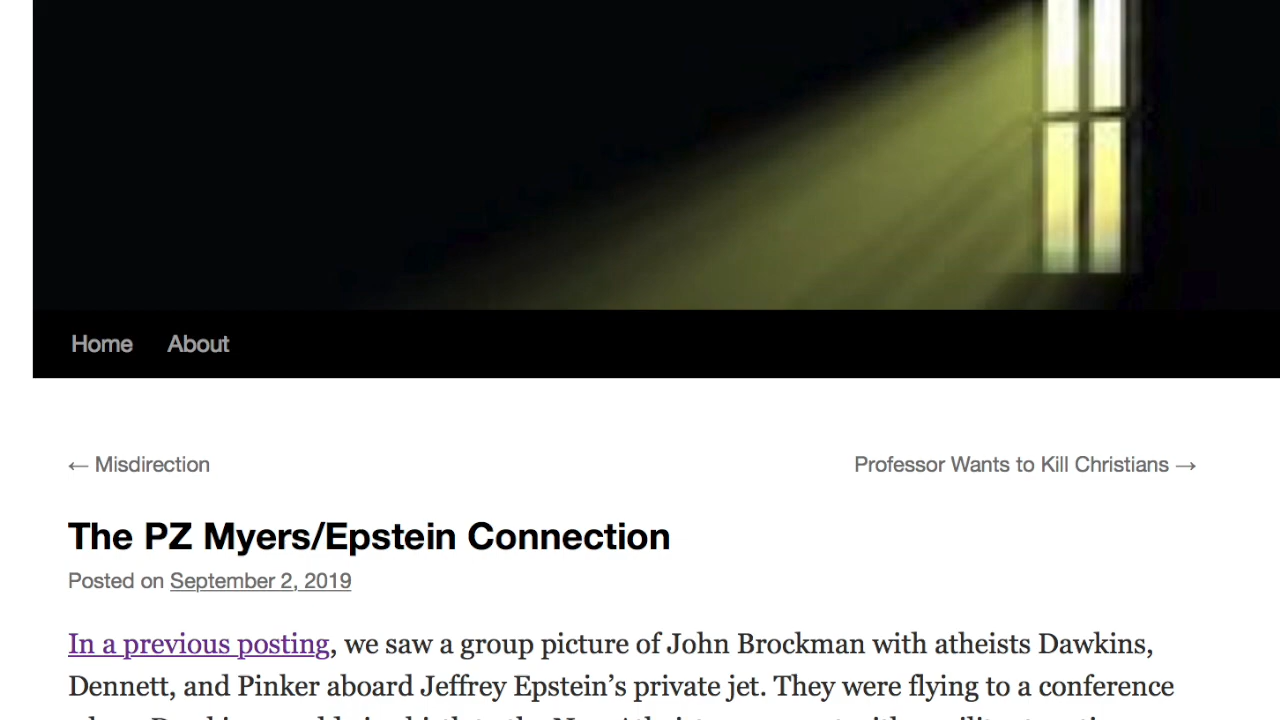 Home About
← Misdirection
Professor Wants to Kill Christians →
The PZ Myers/Epstein Connection
Posted on September 2, 2019
In a previous posting, we saw a group picture of John Brockman with atheists Dawkins,
Dennett, and Pinker aboard Jeffrey Epstein’s private jet. They were flying to a conference